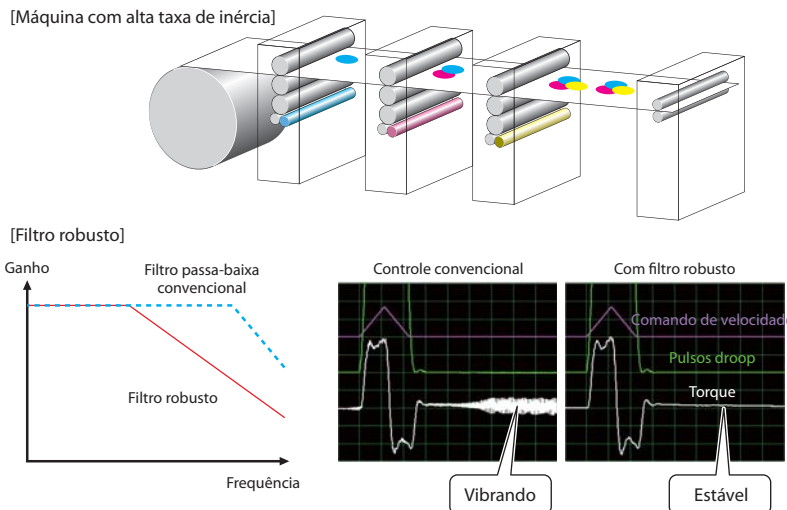 [Máquina com alta taxa de inércia]
[Filtro robusto]
Ganho
Filtro passa-baixa
convencional
Filtro robusto
Frequência
Controle convencional
Vibrando
Com filtro robusto
Comando de velocidade
Pulsos droop
Torque
Estável